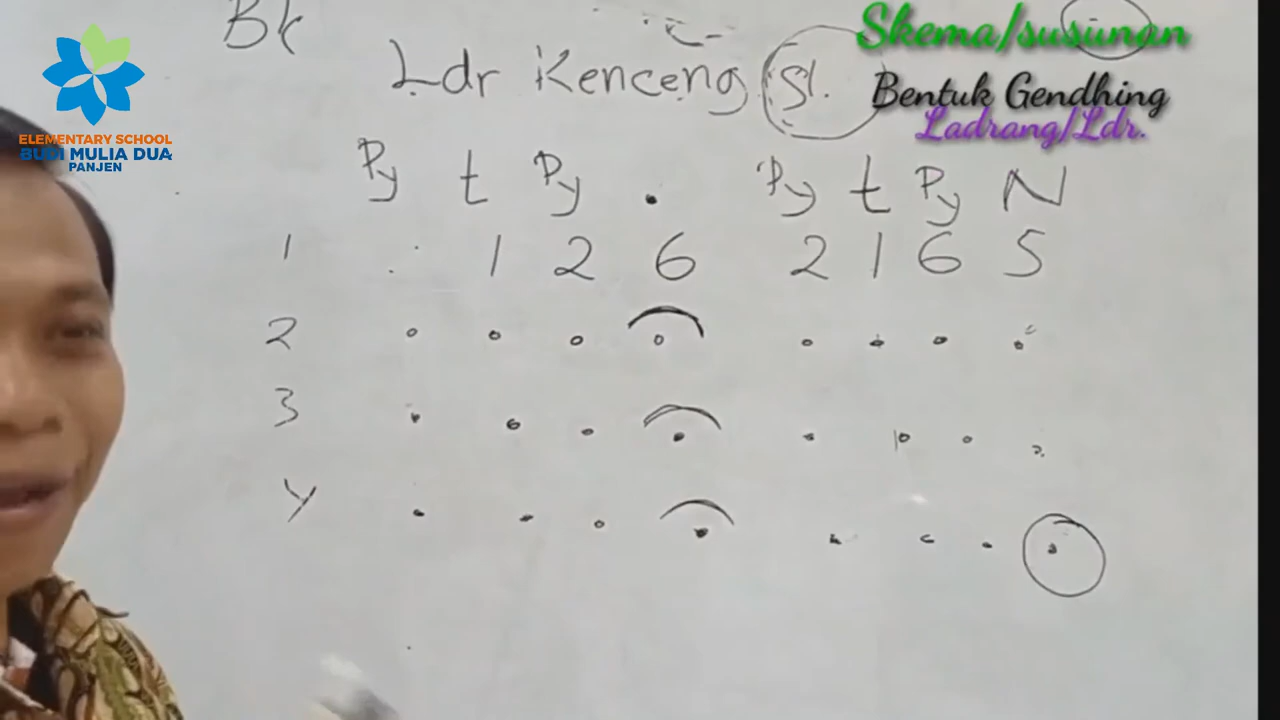 Bk
Skema/susunan
Ldr Kenceng (Sl.
Bentuk Gendhing
Ladrang/Ldr.
ELEMENTARY SCHOOL
BUDI MULIA DUA
PANJEN
Py t Py . Py t Py N
1 . 1 2 6 2 1 6 5
2 . . . . . . . .
3 . . . . . . . .
4 . . . . . . . .